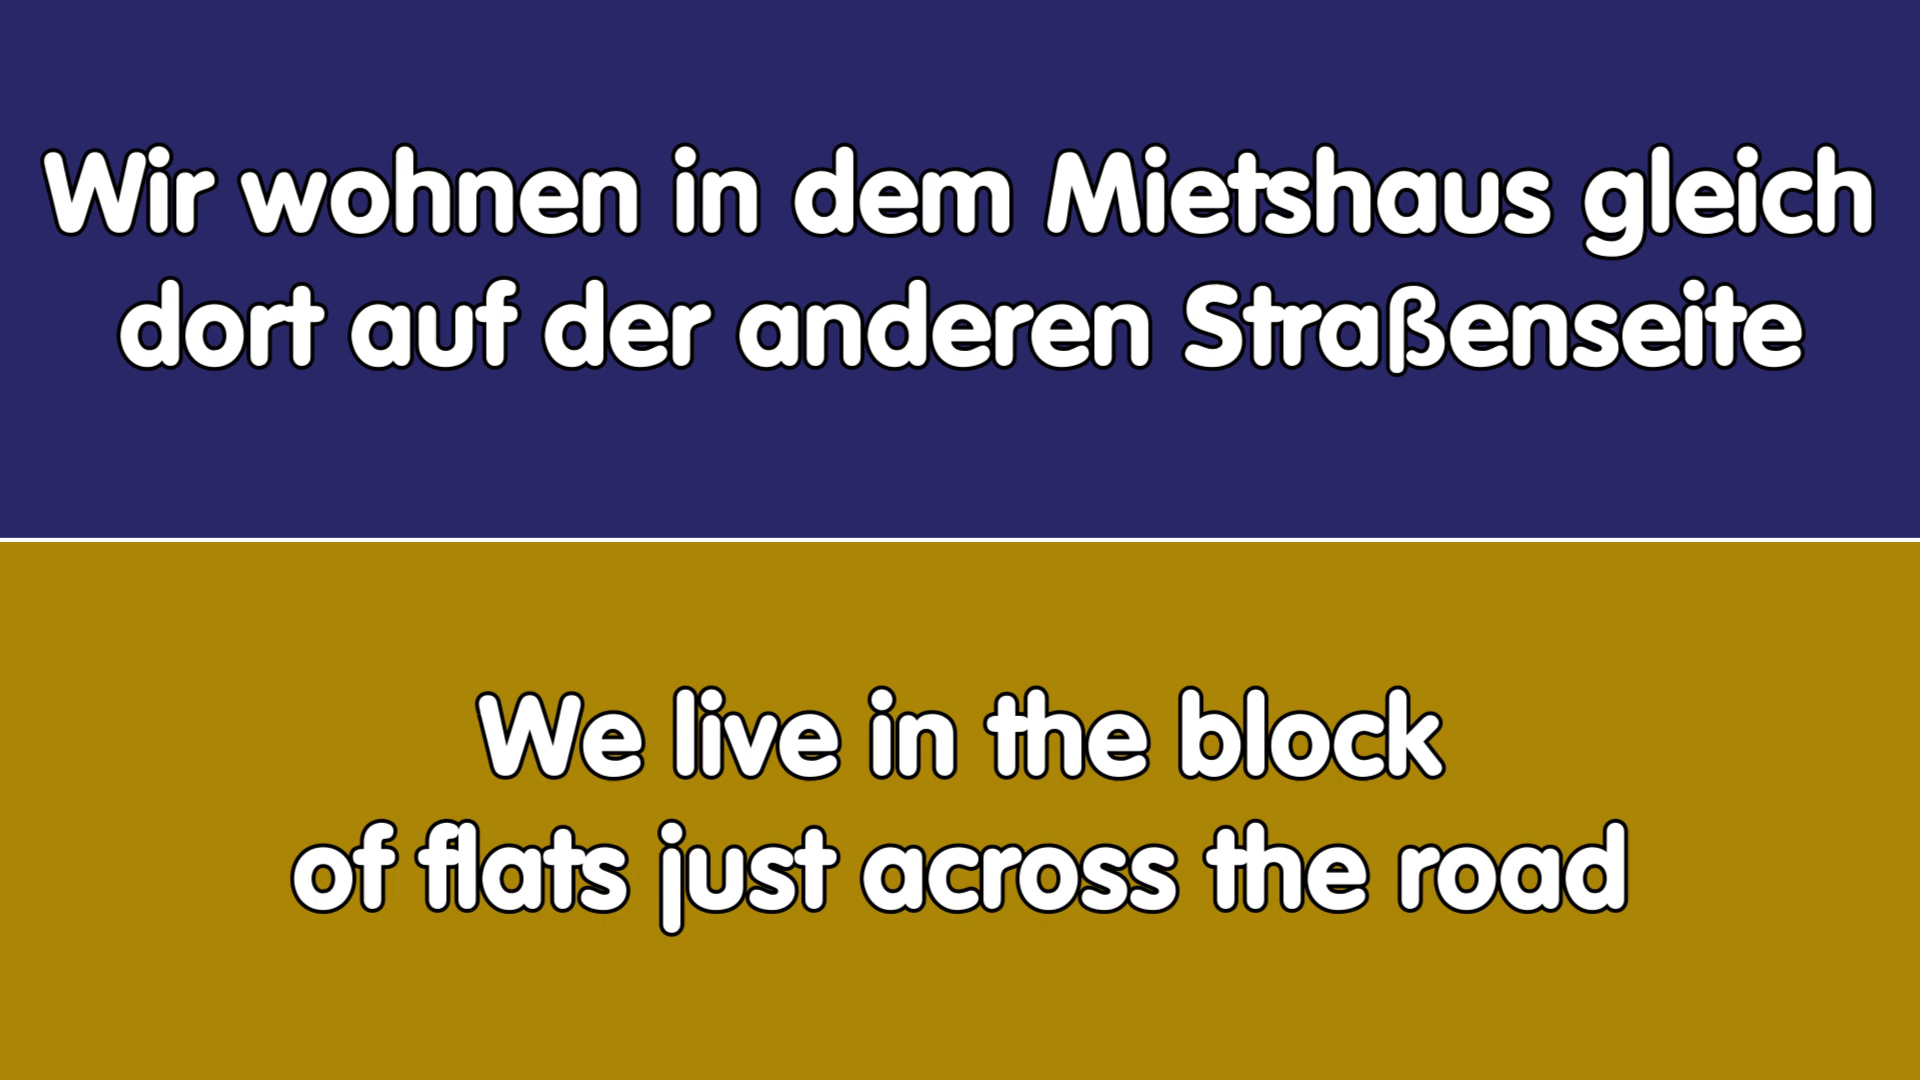 Wir wohnen in dem Mietshaus gleich
dort auf der anderen Straßenseite
We live in the block
of flats just across the road